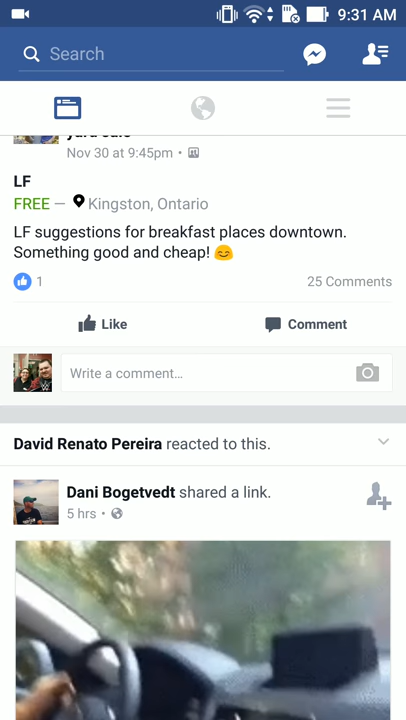 9:31 AM
Search
yard sale
Nov 30 at 9:45pm •
LF
FREE — Kingston, Ontario
LF suggestions for breakfast places downtown.
Something good and cheap! 😊
1
25 Comments
Like
Comment
Write a comment...
David Renato Pereira reacted to this.
Dani Bogetvedt shared a link.
5 hrs •